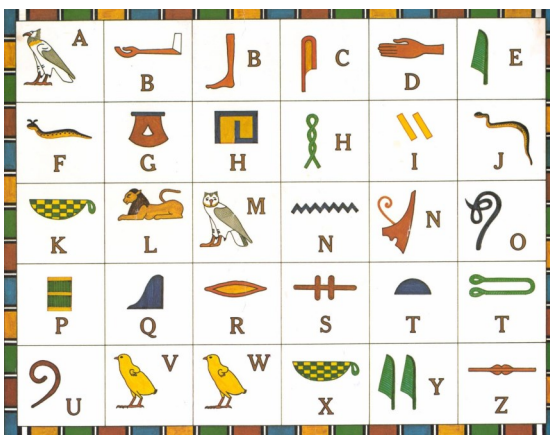 A B B C D E
F G H H I J
K L M N N O
P Q R S T T
U V W X Y Z